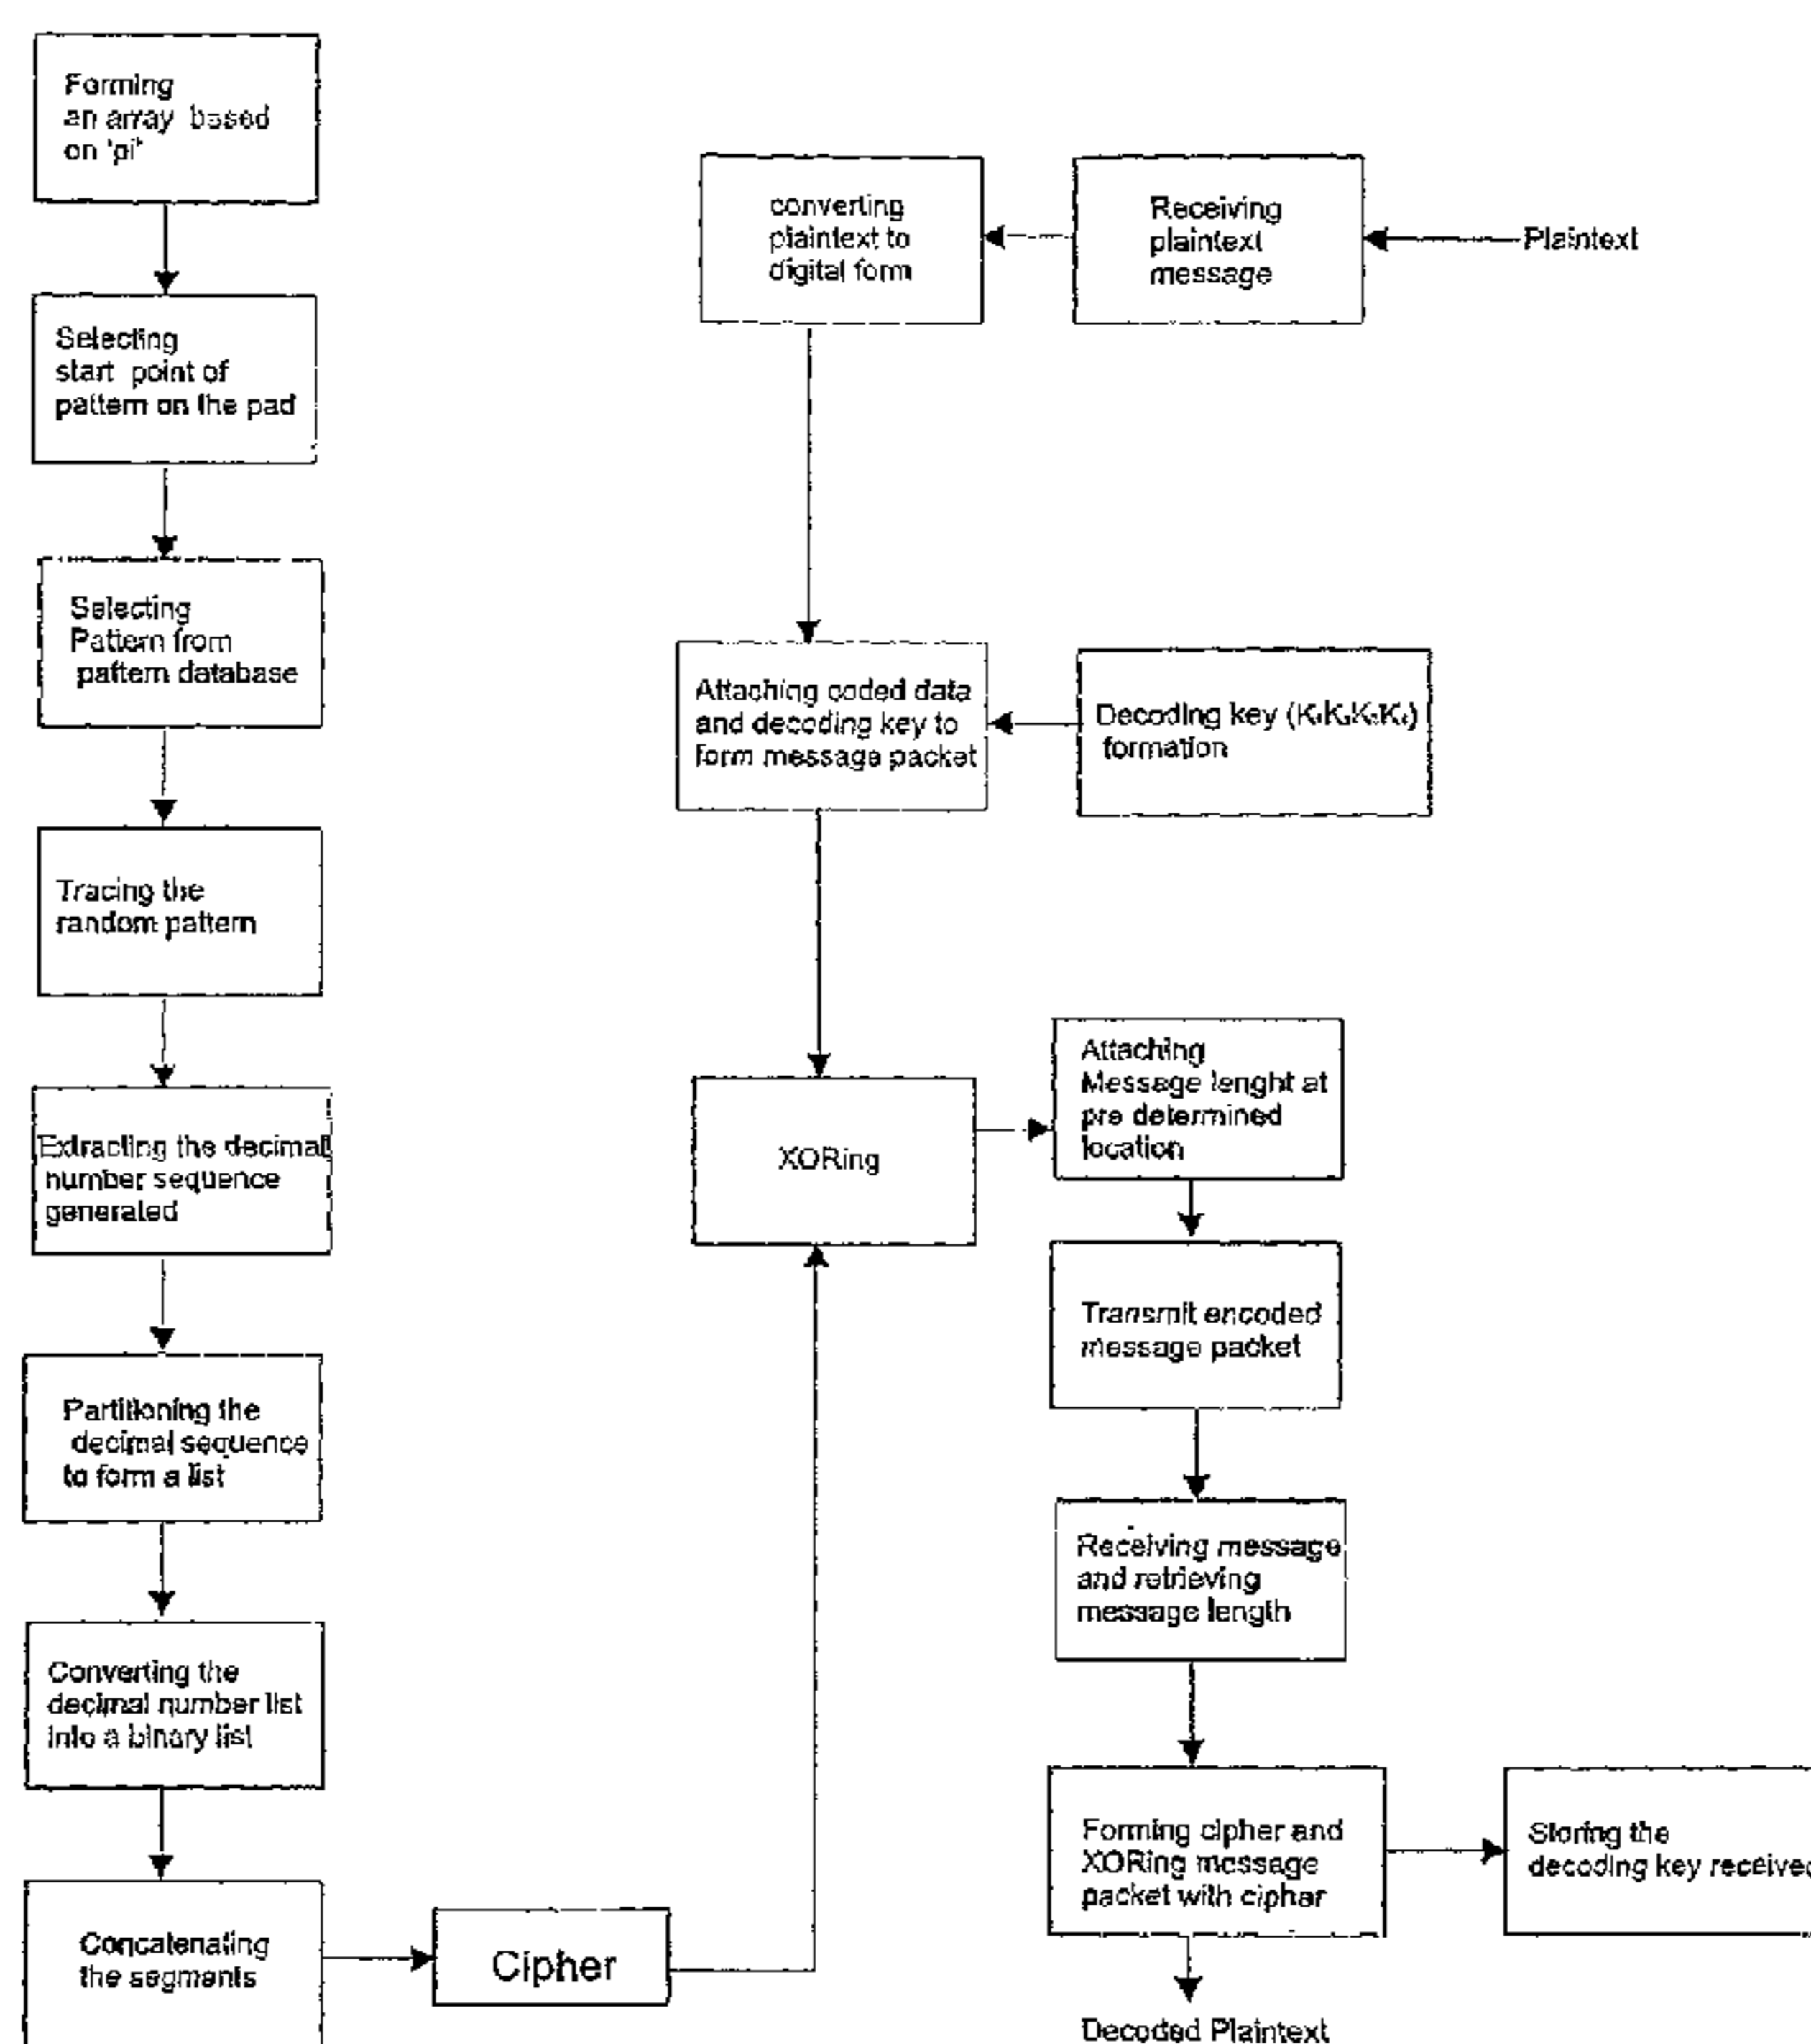 Forming
an array based
on 'pi'
Selecting
start point of
pattern on the pad
Selecting
Pattern from
pattern database
Tracing the
random pattern
Extracting the decimal
number sequence
generated
Partitioning the
decimal sequence
to form a list
Converting the
decimal number list
into a binary list
Concatenating
the segments
Cipher
converting
plaintext to
digital form
Receiving
plaintext
message
Plaintext
Attaching coded data
and decoding key to
form message packet
Decoding key
formation
XORing
Attaching
Message lenght at
pre determined
location
Transmit encoded
message packet
Receiving message
and retrieving
message length
Forming cipher and
XORing message
packet with cipher
Storing the
decoding key received
Decoded Plaintext